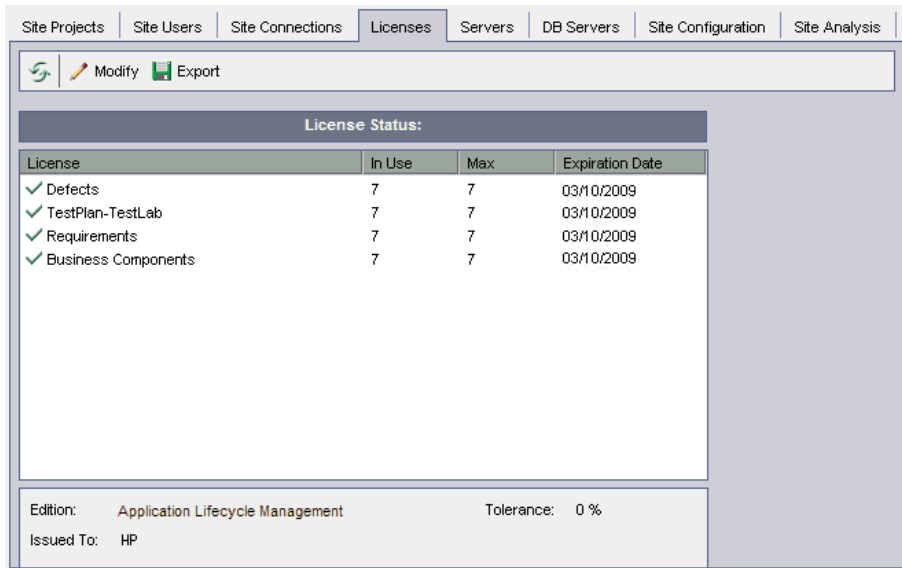 Site Projects Site Users Site Connections Licenses Servers DB Servers Site Configuration Site Analysis
Modify Export
License Status:
License In Use Max Expiration Date
Defects 7 7 03/10/2009
TestPlan-TestLab 7 7 03/10/2009
Requirements 7 7 03/10/2009
Business Components 7 7 03/10/2009
Edition: Application Lifecycle Management Tolerance: 0 %
Issued To: HP